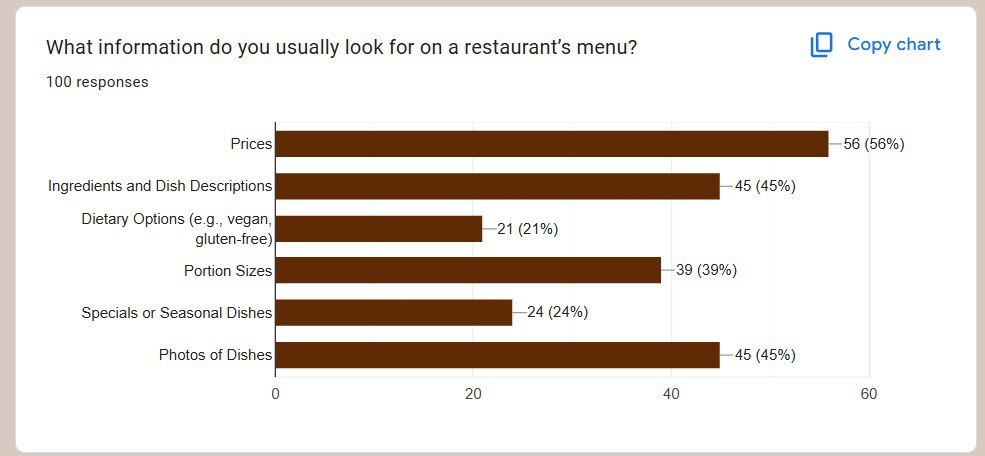 What information do you usually look for on a restaurant’s menu?
Copy chart
100 responses
Prices
56 (56%)
Ingredients and Dish Descriptions
45 (45%)
Dietary Options (e.g., vegan,
gluten-free)
21 (21%)
Portion Sizes
39 (39%)
Specials or Seasonal Dishes
24 (24%)
Photos of Dishes
45 (45%)
0
20
40
60